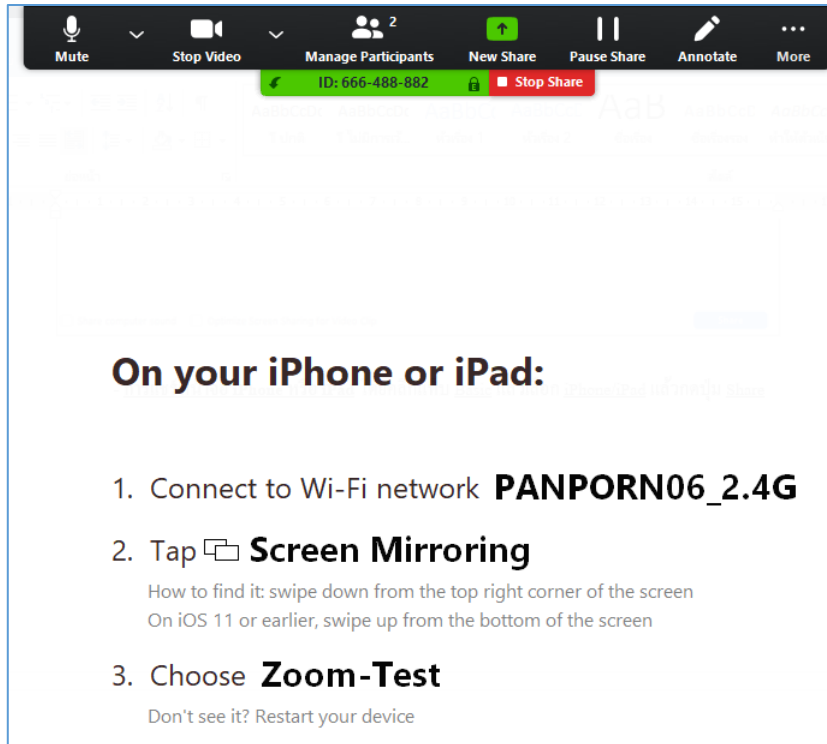 2
Mute Stop Video Manage Participants New Share Pause Share Annotate More
ID: 666-488-882 Stop Share
On your iPhone or iPad:
1. Connect to Wi-Fi network PANPORN06_2.4G
2. Tap Screen Mirroring
How to find it: swipe down from the top right corner of the screen
On iOS 11 or earlier, swipe up from the bottom of the screen
3. Choose Zoom-Test
Don't see it? Restart your device